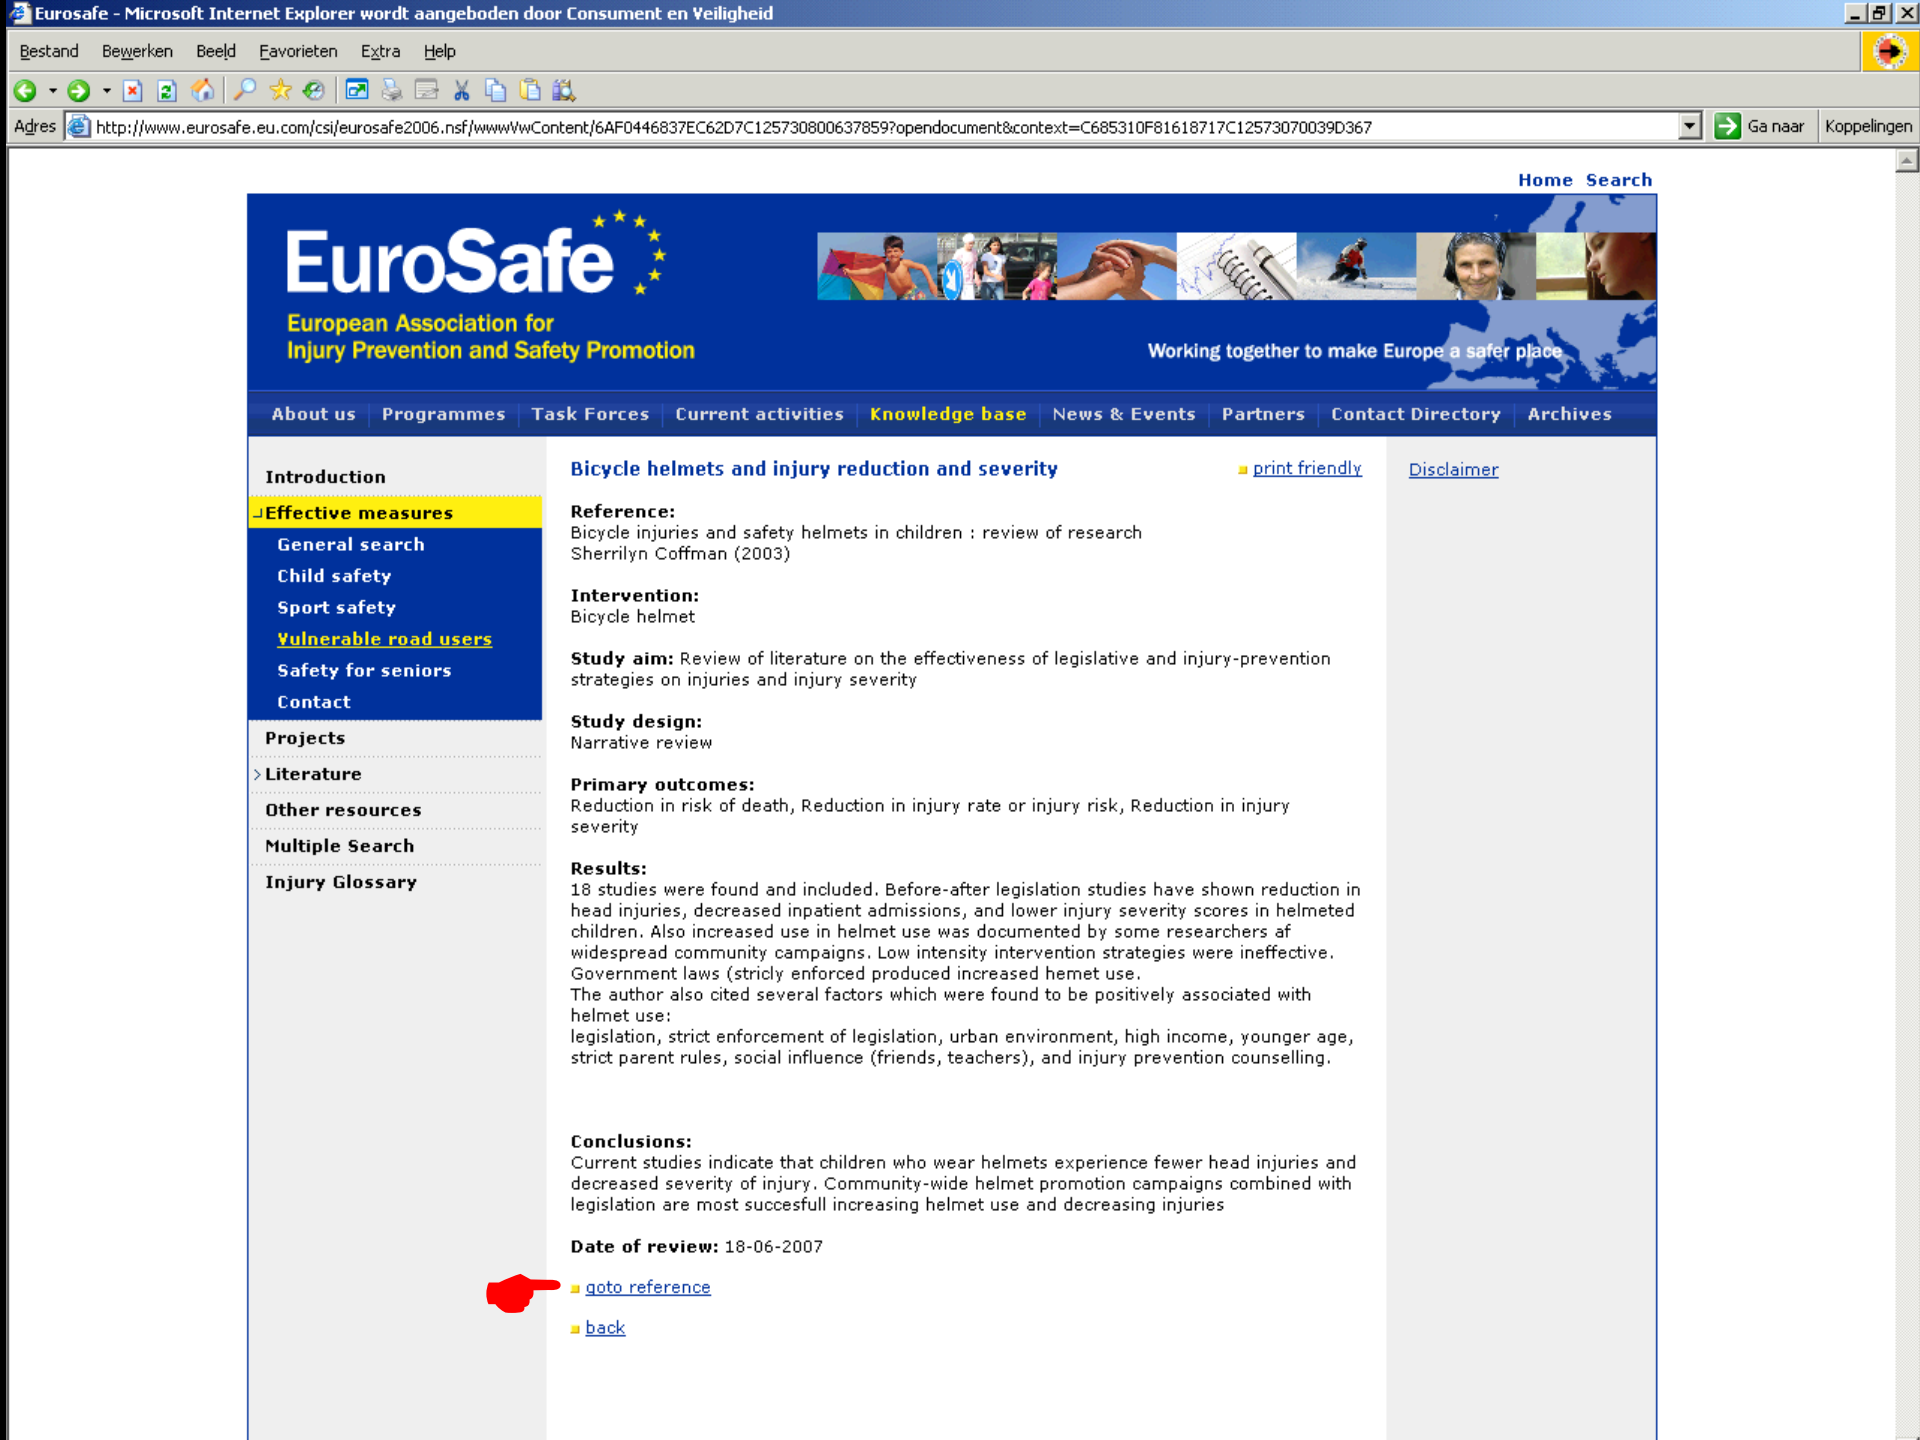 Eurosafe - Microsoft Internet Explorer wordt aangeboden door Consument en Veiligheid
Bestand Bewerken Beeld Favorieten Extra Help
Adres http://www.eurosafe.eu.com/csi/eurosafe2006.nsf/wwwVwContent/6AF0446837EC62D7C125730800637859?opendocument&context=C685310F81618717C12573070039D367 Ga naar Koppelingen
Home Search
EuroSafe
European Association for
Injury Prevention and Safety Promotion
Working together to make Europe a safer place
About us Programmes Task Forces Current activities Knowledge base News & Events Partners Contact Directory Archives
Introduction
Effective measures
General search
Child safety
Sport safety
Vulnerable road users
Safety for seniors
Contact
Projects
Literature
Other resources
Multiple Search
Injury Glossary
Bicycle helmets and injury reduction and severity
print friendly
Disclaimer
Reference:
Bicycle injuries and safety helmets in children : review of research
Sherrilyn Coffman (2003)
Intervention:
Bicycle helmet
Study aim: Review of literature on the effectiveness of legislative and injury-prevention
strategies on injuries and injury severity
Study design:
Narrative review
Primary outcomes:
Reduction in risk of death, Reduction in injury rate or injury risk, Reduction in injury
severity
Results:
18 studies were found and included. Before-after legislation studies have shown reduction in
head injuries, decreased inpatient admissions, and lower injury severity scores in helmeted
children. Also increased use in helmet use was documented by some researchers af
widespread community campaigns. Low intensity intervention strategies were ineffective.
Government laws (stricly enforced produced increased hemet use.
The author also cited several factors which were found to be positively associated with
helmet use:
legislation, strict enforcement of legislation, urban environment, high income, younger age,
strict parent rules, social influence (friends, teachers), and injury prevention counselling.
Conclusions:
Current studies indicate that children who wear helmets experience fewer head injuries and
decreased severity of injury. Community-wide helmet promotion campaigns combined with
legislation are most succesfull increasing helmet use and decreasing injuries
Date of review: 18-06-2007
goto reference
back